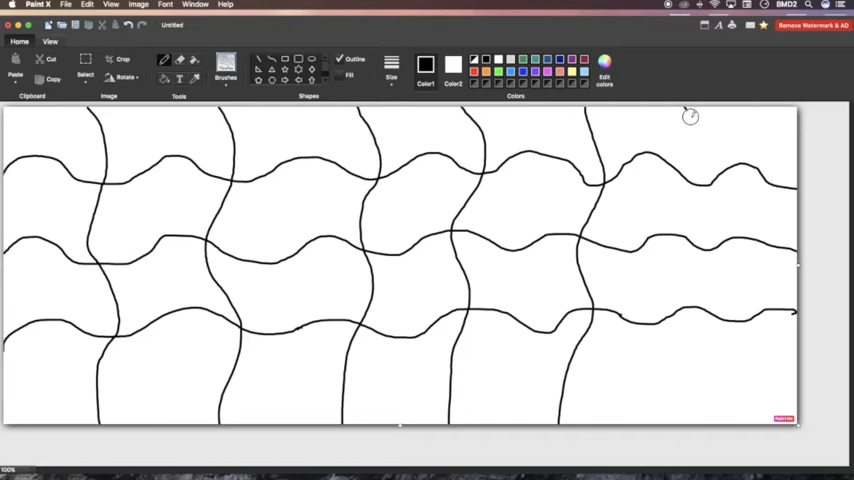 Paint X File Edit View Image Font Window Help BMD2
Untitled Remove Watermark & AD
Home View
Paste Cut Copy Select Crop Rotate Brushes Outline Fill Size Color1 Color2 Edit colors
Clipboard Image Tools Shapes Colors
100%